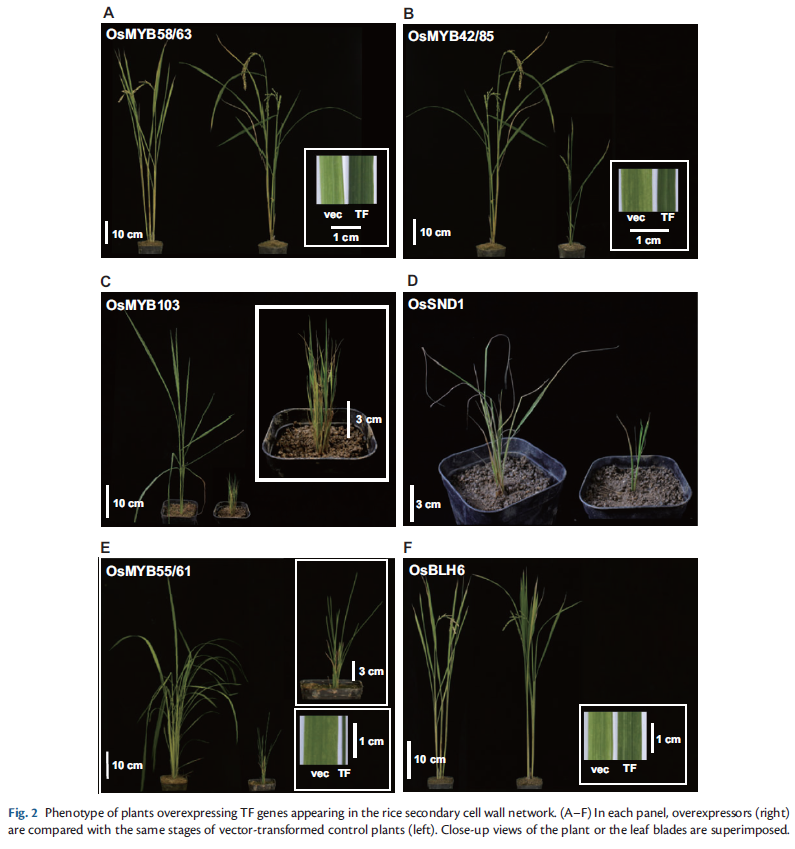 A
OsMYB58/63
vec TF
1 cm
10 cm
B
OsMYB42/85
vec TF
1 cm
10 cm
C
OsMYB103
3 cm
10 cm
D
OsSND1
3 cm
E
OsMYB55/61
3 cm
1 cm
vec TF
10 cm
F
OsBLH6
1 cm
vec TF
10 cm
Fig. 2 Phenotype of plants overexpressing TF genes appearing in the rice secondary cell wall network. (A–F) In each panel, overexpressors (right)
are compared with the same stages of vector-transformed control plants (left). Close-up views of the plant or the leaf blades are superimposed.